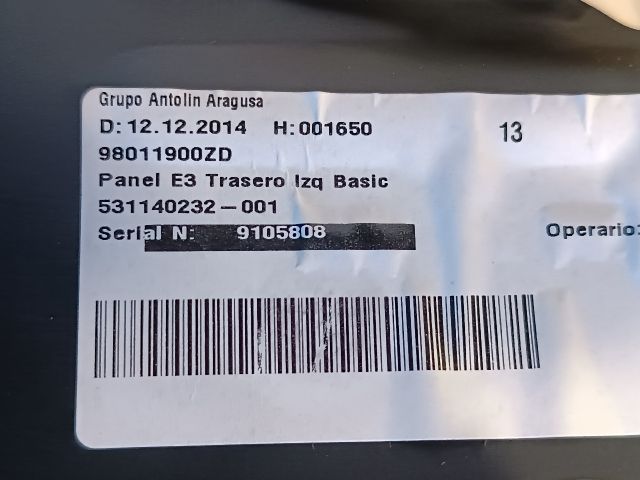 Grupo Antolin Aragusa
D: 12.12.2014 H: 001650 13
98011900ZD
Panel E3 Trasero Izq Basic
531140232-001
Serial N: 9105808 Operario: